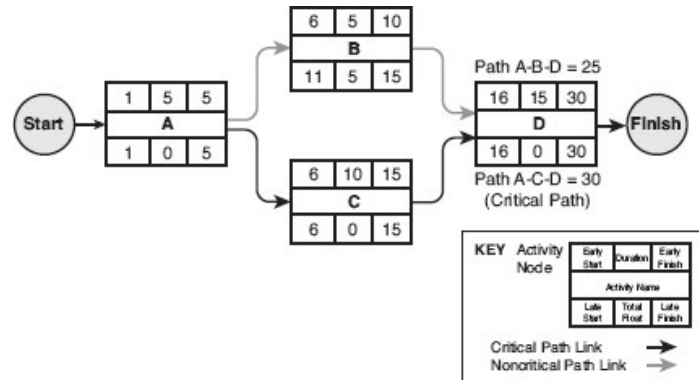 6 5 10
B
11 5 15
Path A-B-D = 25
1 5 5
16 15 30
Start
A
D
Finish
1 0 5
16 0 30
6 10 15
Path A-C-D = 30
C
(Critical Path)
6 0 15
KEY Activity Node
Early Start
Duration
Early Finish
Activity Name
Late Start
Total Float
Late Finish
Critical Path Link
Noncritical Path Link